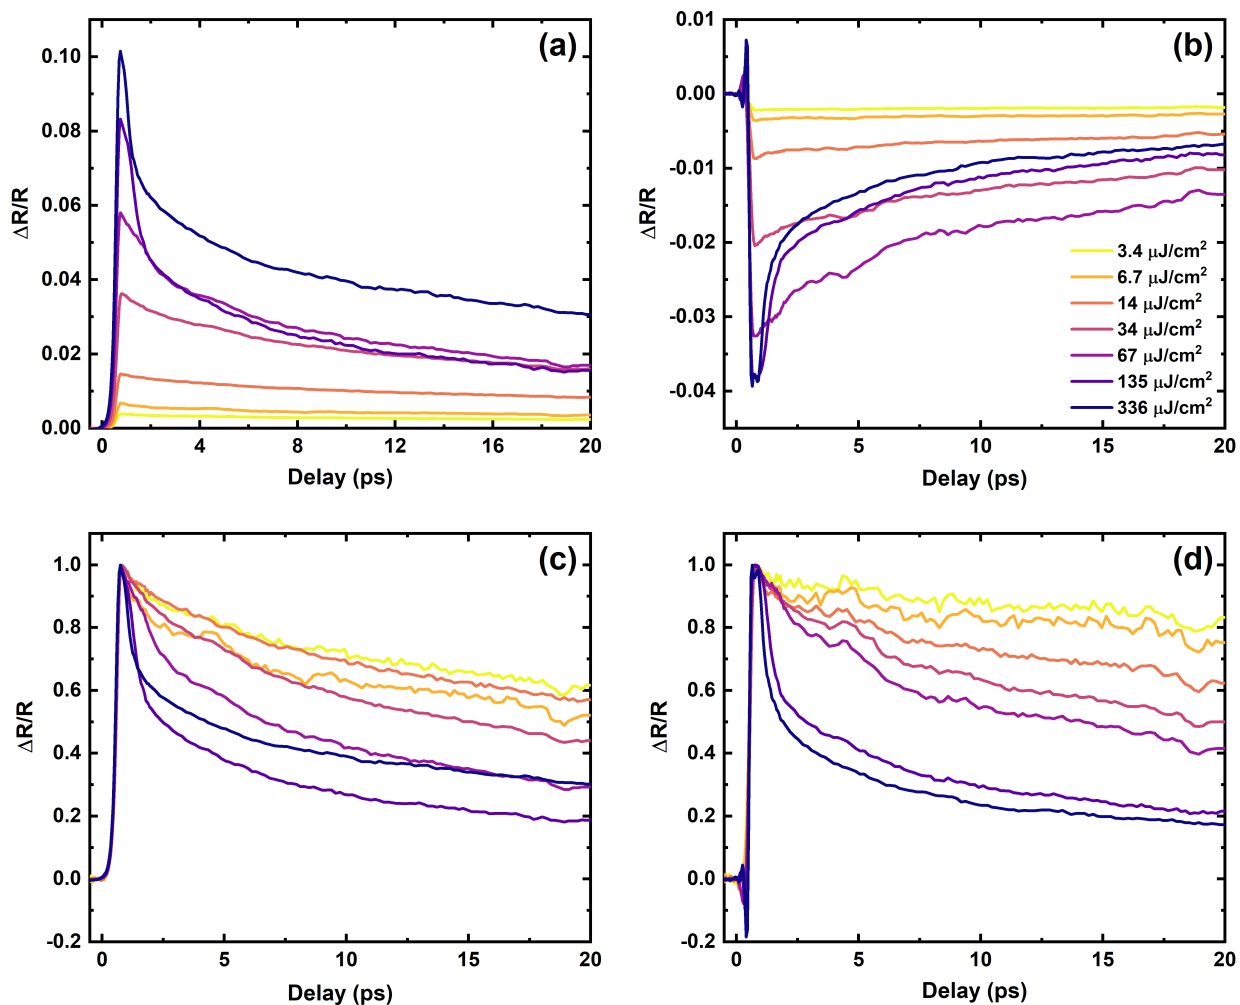 (a)
0.10
0.08
0.06
0.04
0.02
0.00
ΔR/R
0 4 8 12 16 20
Delay (ps)
(b)
0.01
0.00
-0.01
-0.02
-0.03
-0.04
ΔR/R
3.4 μJ/cm²
6.7 μJ/cm²
14 μJ/cm²
34 μJ/cm²
67 μJ/cm²
135 μJ/cm²
336 μJ/cm²
0 5 10 15 20
Delay (ps)
(c)
1.0
0.8
0.6
0.4
0.2
0.0
-0.2
ΔR/R
0 5 10 15 20
Delay (ps)
(d)
1.0
0.8
0.6
0.4
0.2
0.0
-0.2
ΔR/R
0 5 10 15 20
Delay (ps)